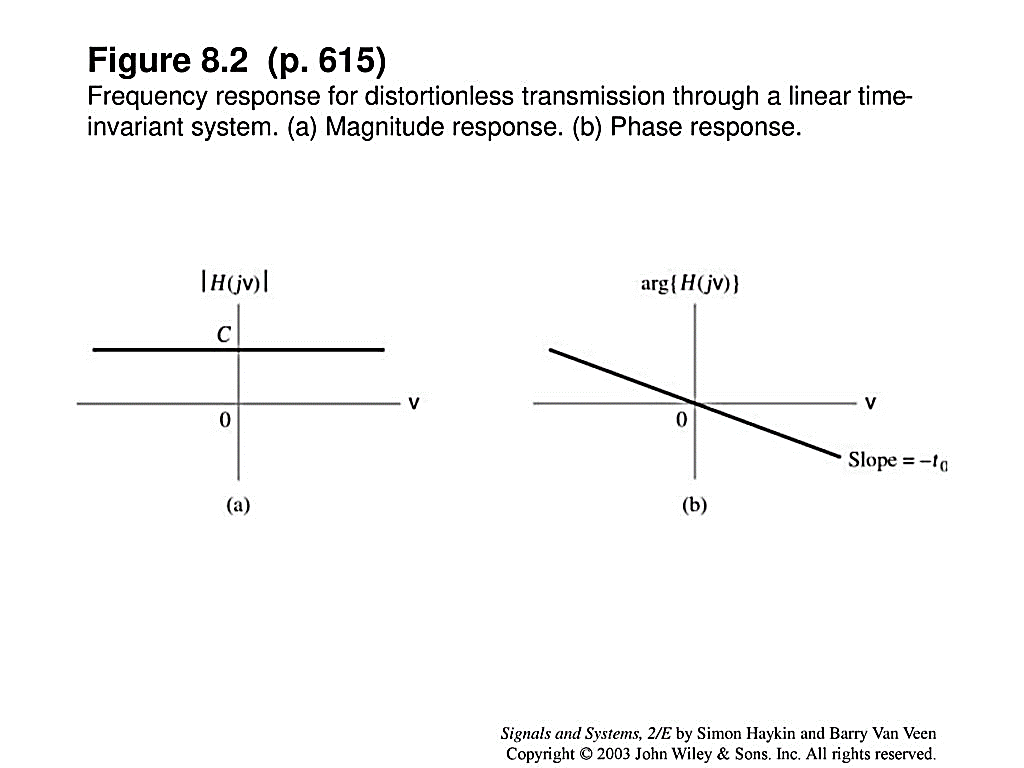 Figure 8.2 (p. 615)
Frequency response for distortionless transmission through a linear time-
invariant system. (a) Magnitude response. (b) Phase response.
|H(jv)|
C
v
0
(a)
arg{H(jv)}
v
0
Slope = –t0
(b)
Signals and Systems, 2/E by Simon Haykin and Barry Van Veen
Copyright © 2003 John Wiley & Sons. Inc. All rights reserved.